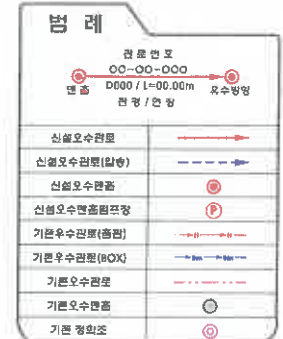 범 례
관로번호
00-00-000
맨홀
D000 / L=00.00m
오수방향
관경/연장
신설오수관로
신설오수관로(압송)
신설오수맨홀
신설오수맨홀펌프장
P
기존우수관로(흄관)
기존우수관로(BOX)
기존오수관로
기존오수맨홀
기존 정화조